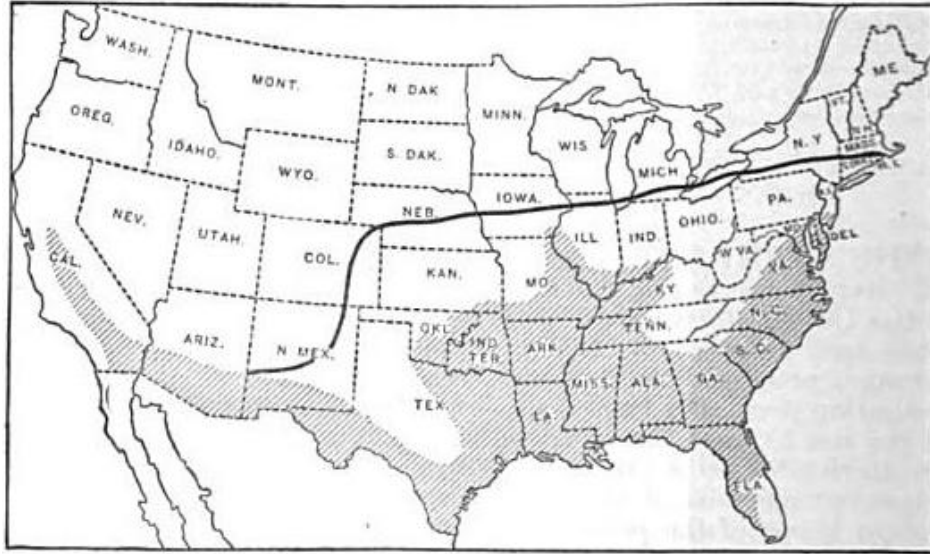 WASH.
MONT.
N. DAK
MINN.
ME
OREG.
IDAHO.
WYO.
S. DAK.
WIS
MICH
N. Y
VT.
N.H.
MASS.
NEV.
UTAH.
COL.
NEB.
IOWA.
ILL
IND.
OHIO.
PA.
DEL
CAL.
KAN.
MO.
KY.
W VA.
VA.
ARIZ.
N. MEX.
OKL.
IND.
TER.
ARK.
TENN.
N. C.
S. C.
TEX.
LA
MISS.
ALA.
GA.
FLA.